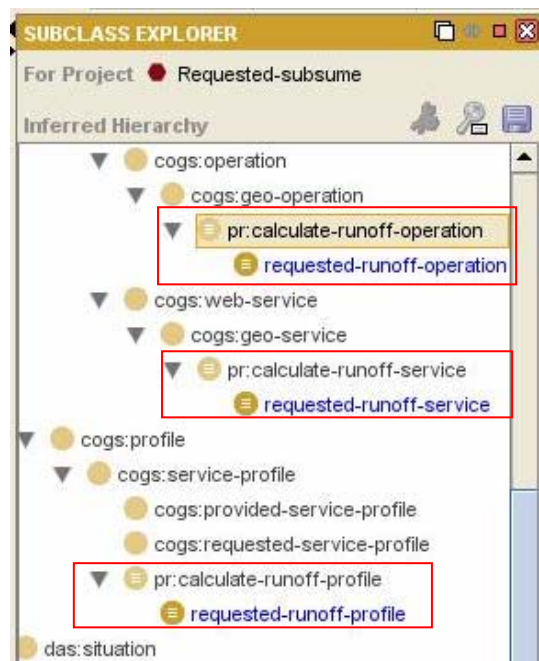 SUBCLASS EXPLORER
For Project Requested-subsume
Inferred Hierarchy
cogs:operation
cogs:geo-operation
pr:calculate-runoff-operation
requested-runoff-operation
cogs:web-service
cogs:geo-service
pr:calculate-runoff-service
requested-runoff-service
cogs:profile
cogs:service-profile
cogs:provided-service-profile
cogs:requested-service-profile
pr:calculate-runoff-profile
requested-runoff-profile
das:situation